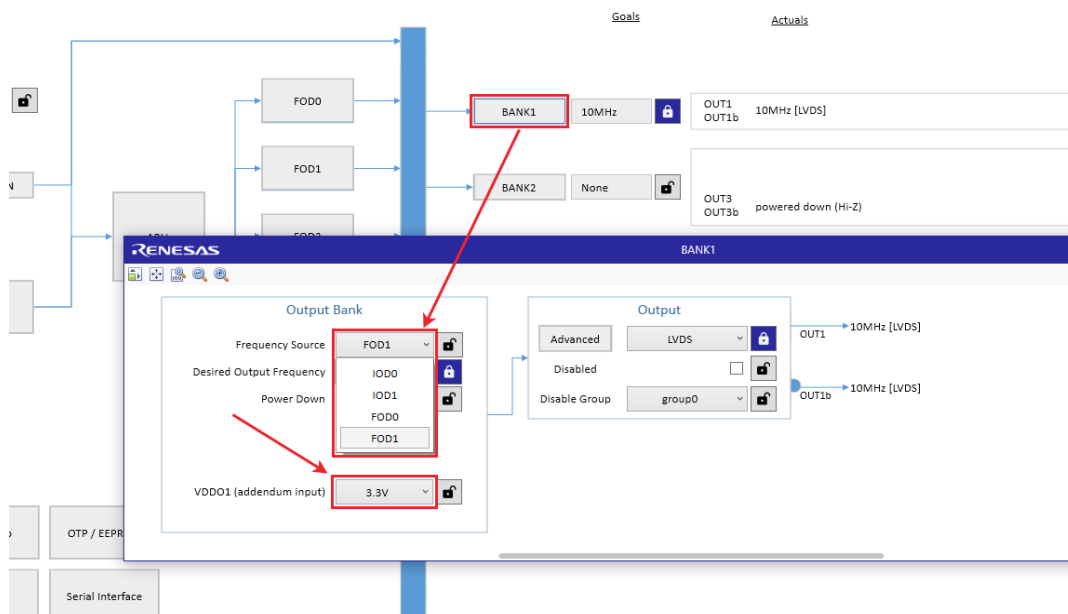 Goals
Actuals
FOD0
BANK1
10MHz
OUT1
OUT1b
10MHz [LVDS]
FOD1
BANK2
None
OUT3
OUT3b
powered down (Hi-Z)
RENESAS
BANK1
Output Bank
Frequency Source
FOD1
Desired Output Frequency
IOD0
IOD1
Power Down
FOD0
FOD1
VDDO1 (addendum input)
3.3V
Output
Advanced
LVDS
Disabled
Disable Group
group0
OUT1
10MHz [LVDS]
OUT1b
10MHz [LVDS]
OTP / EEPR
Serial Interface